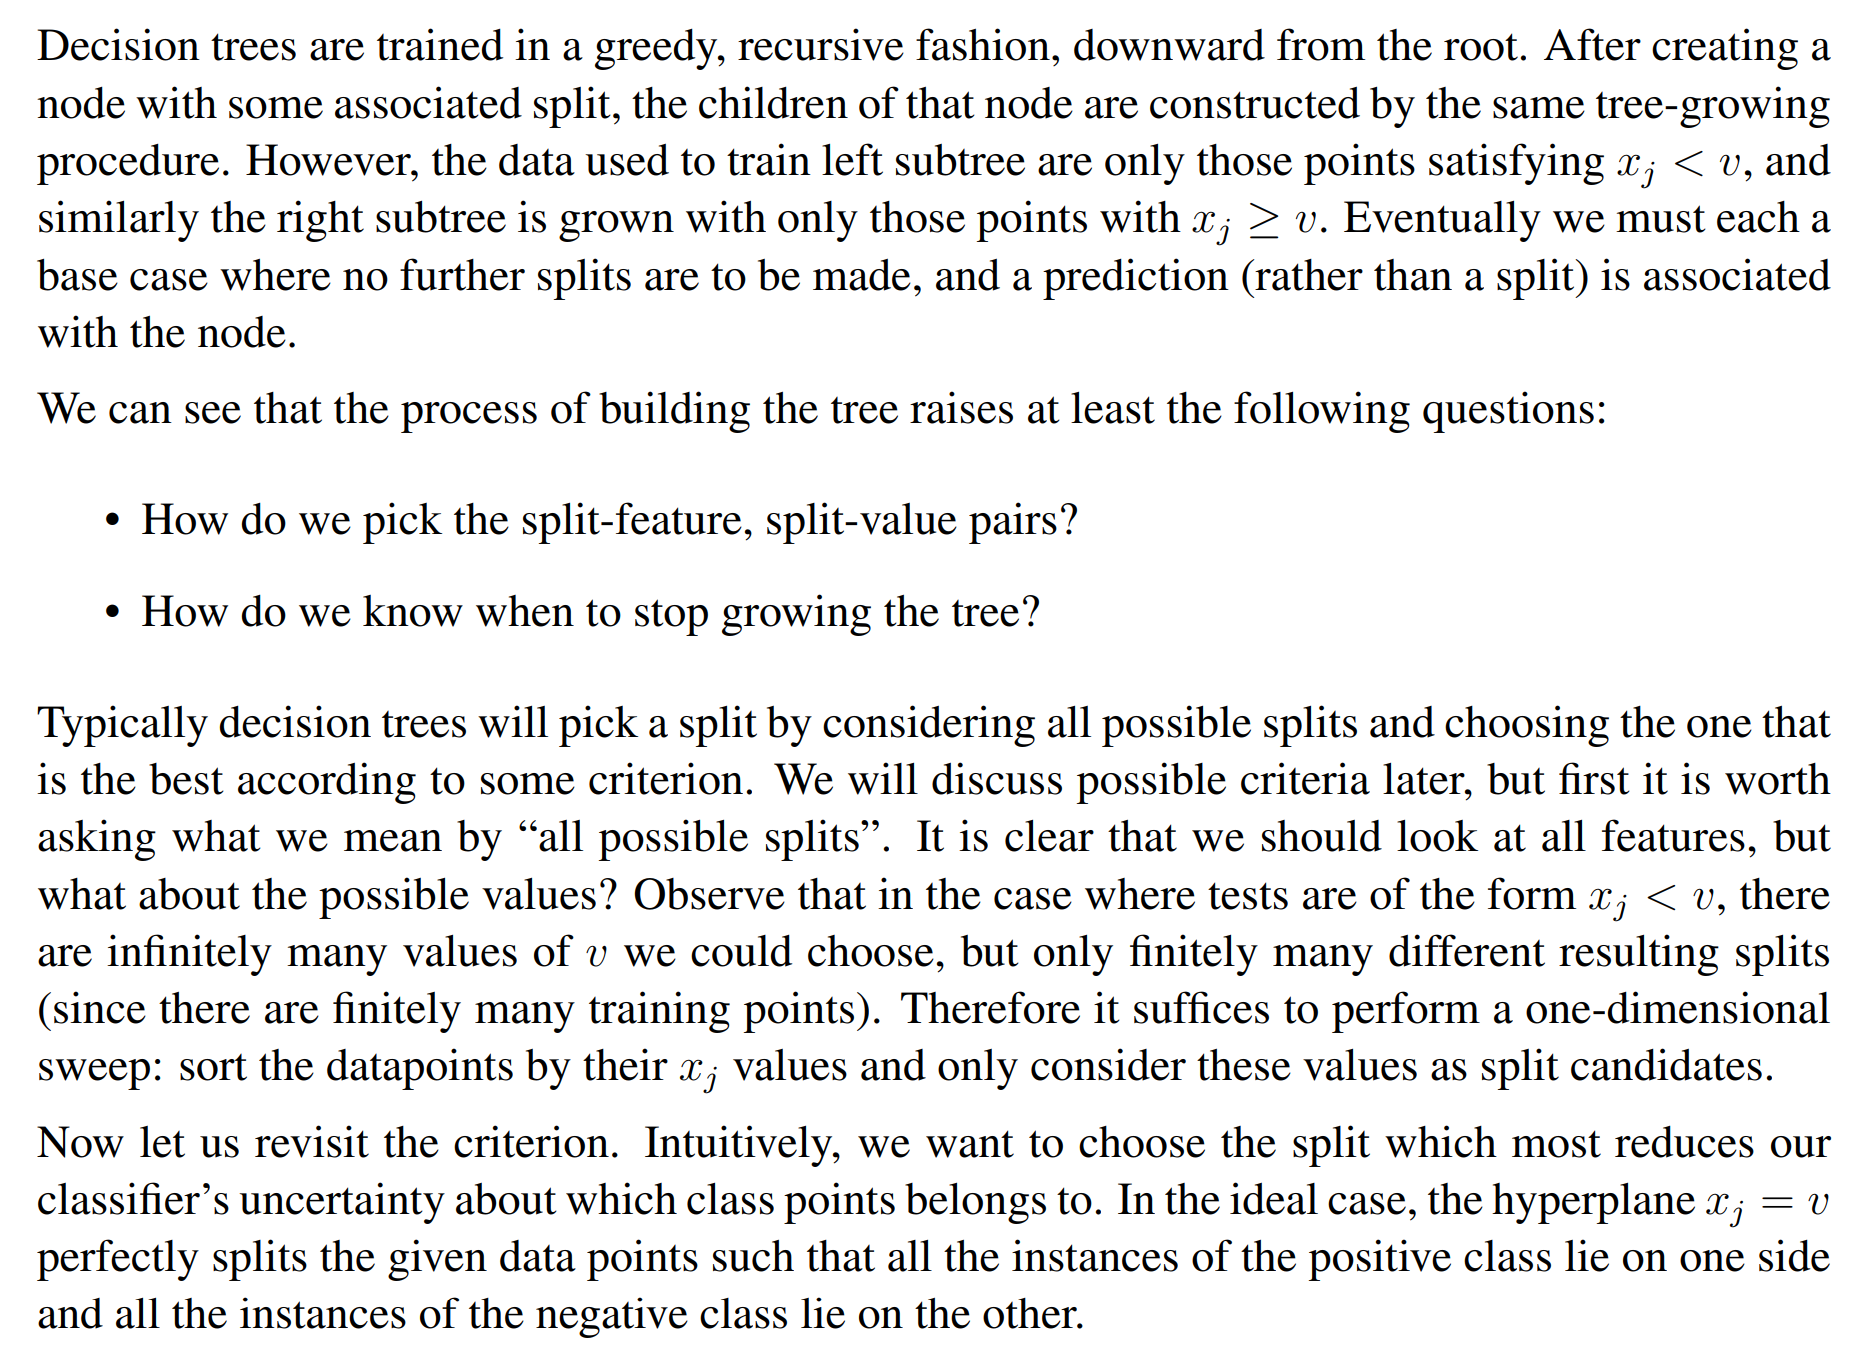 Decision trees are trained in a greedy, recursive fashion, downward from the root. After creating a
node with some associated split, the children of that node are constructed by the same tree-growing
procedure. However, the data used to train left subtree are only those points satisfying x_j < v, and
similarly the right subtree is grown with only those points with x_j ≥ v. Eventually we must each a
base case where no further splits are to be made, and a prediction (rather than a split) is associated
with the node.
We can see that the process of building the tree raises at least the following questions:
• How do we pick the split-feature, split-value pairs?
• How do we know when to stop growing the tree?
Typically decision trees will pick a split by considering all possible splits and choosing the one that
is the best according to some criterion. We will discuss possible criteria later, but first it is worth
asking what we mean by “all possible splits”. It is clear that we should look at all features, but
what about the possible values? Observe that in the case where tests are of the form x_j < v, there
are infinitely many values of v we could choose, but only finitely many different resulting splits
(since there are finitely many training points). Therefore it suffices to perform a one-dimensional
sweep: sort the datapoints by their x_j values and only consider these values as split candidates.
Now let us revisit the criterion. Intuitively, we want to choose the split which most reduces our
classifier’s uncertainty about which class points belongs to. In the ideal case, the hyperplane x_j = v
perfectly splits the given data points such that all the instances of the positive class lie on one side
and all the instances of the negative class lie on the other.